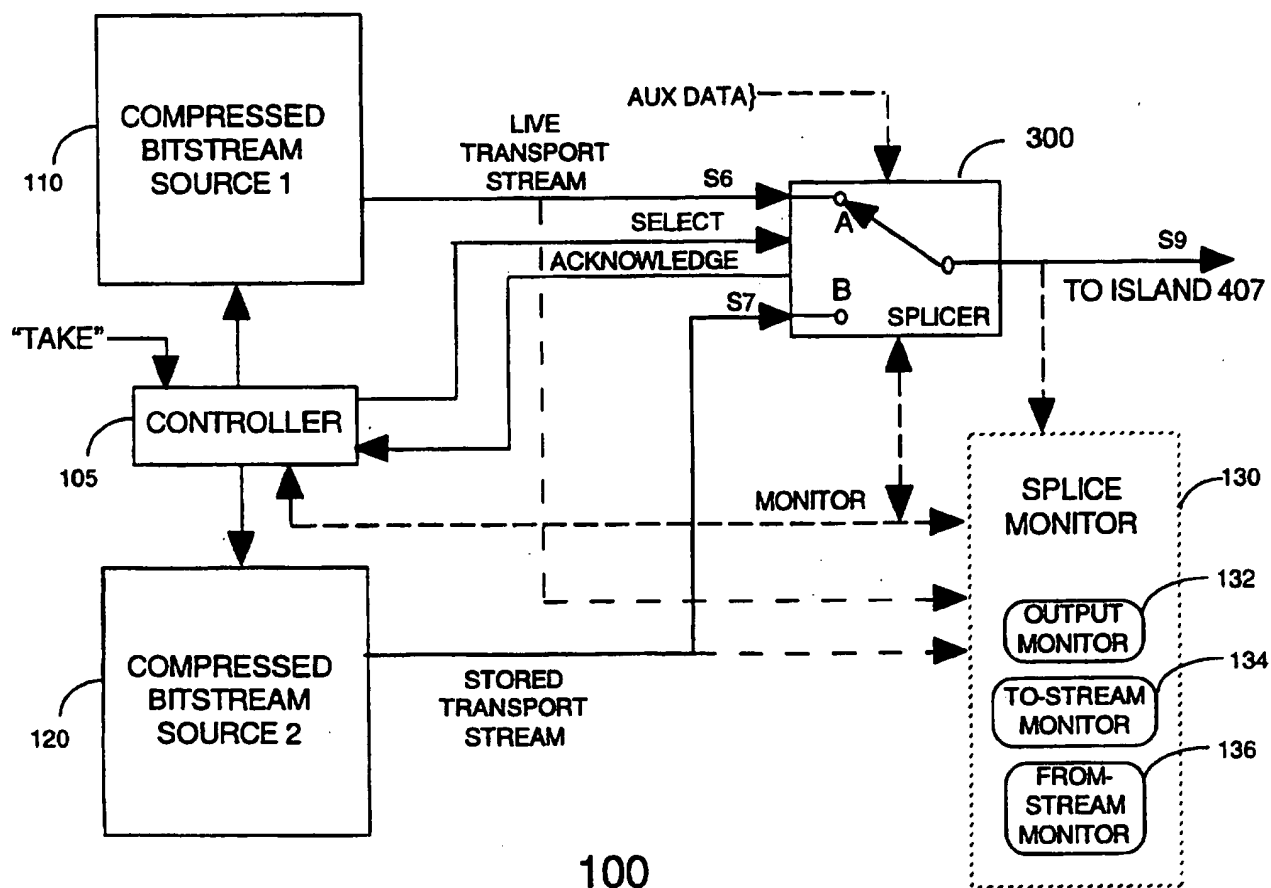 COMPRESSED
BITSTREAM
SOURCE 1
110
LIVE
TRANSPORT
STREAM
S6
SELECT
ACKNOWLEDGE
S7
AUX DATA}
300
A
B
SPLICER
S9
TO ISLAND 407
"TAKE"
CONTROLLER
105
MONITOR
SPLICE
MONITOR
130
OUTPUT
MONITOR
132
TO-STREAM
MONITOR
134
FROM-
STREAM
MONITOR
136
COMPRESSED
BITSTREAM
SOURCE 2
120
STORED
TRANSPORT
STREAM
100